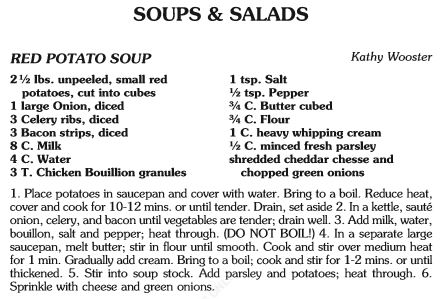 SOUPS & SALADS
RED POTATO SOUP
Kathy Wooster
2 ½ lbs. unpeeled, small red
potatoes, cut into cubes
1 large Onion, diced
3 Celery ribs, diced
3 Bacon strips, diced
8 C. Milk
4 C. Water
3 T. Chicken Bouillion granules
1 tsp. Salt
½ tsp. Pepper
¾ C. Butter cubed
¾ C. Flour
1 C. heavy whipping cream
½ C. minced fresh parsley
shredded cheddar chesse and
chopped green onions
1. Place potatoes in saucepan and cover with water. Bring to a boil. Reduce heat,
cover and cook for 10-12 mins. or until tender. Drain, set aside 2. In a kettle, sauté
onion, celery, and bacon until vegetables are tender; drain well. 3. Add milk, water,
bouillon, salt and pepper; heat through. (DO NOT BOIL!) 4. In a separate large
saucepan, melt butter; stir in flour until smooth. Cook and stir over medium heat
for 1 min. Gradually add cream. Bring to a boil; cook and stir for 1-2 mins. or until
thickened. 5. Stir into soup stock. Add parsley and potatoes; heat through. 6.
Sprinkle with cheese and green onions.